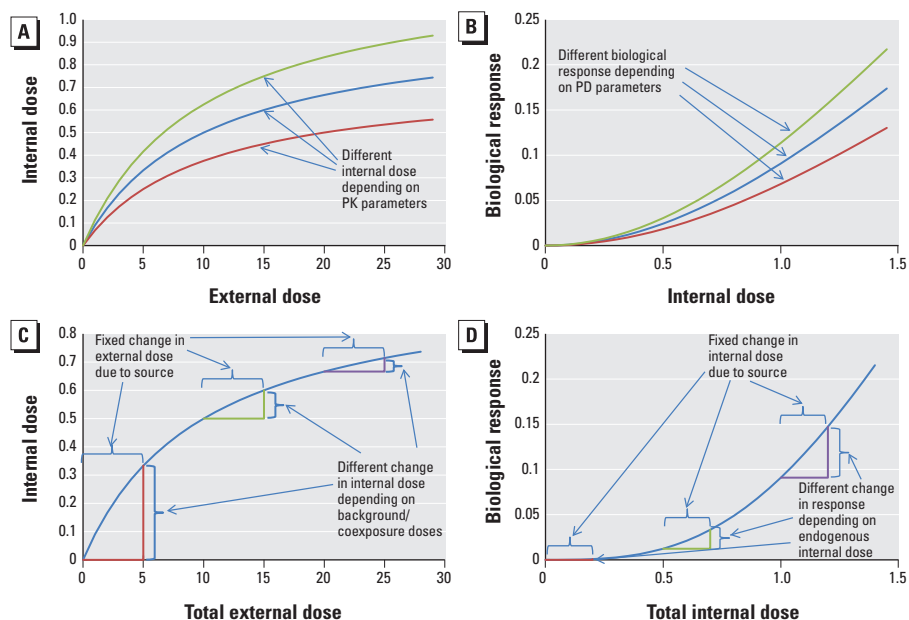 A
Internal dose
1.0
0.9
0.8
0.7
0.6
0.5
0.4
0.3
0.2
0.1
0
Different
internal dose
depending on
PK parameters
0 5 10 15 20 25 30
External dose
B
Biological response
0.25
0.2
0.15
0.1
0.05
0
Different biological
response depending
on PD parameters
0 0.5 1.0 1.5
Internal dose
C
Internal dose
0.8
0.7
0.6
0.5
0.4
0.3
0.2
0.1
0
Fixed change in
external dose
due to source
Different change
in internal dose
depending on
background/
coexposure doses
0 5 10 15 20 25 30
Total external dose
D
Biological response
0.25
0.2
0.15
0.1
0.05
0
Fixed change in
internal dose
due to source
Different change
in response
depending on
endogenous
internal dose
0 0.5 1.0 1.5
Total internal dose